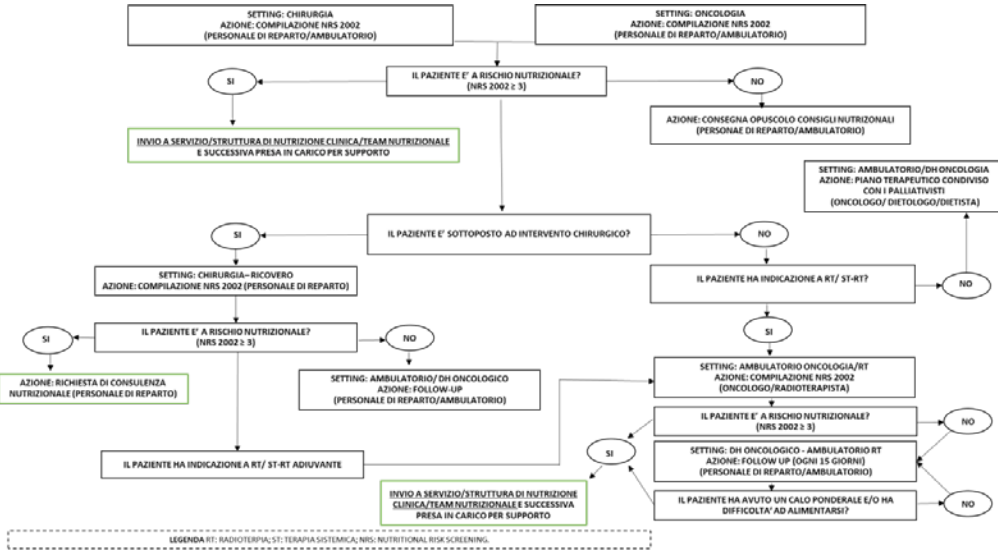 SETTING: CHIRURGIA
AZIONE: COMPILAZIONE NRS 2002
(PERSONALE DI REPARTO/AMBULATORIO)
SETTING: ONCOLOGIA
AZIONE: COMPILAZIONE NRS 2002
(PERSONALE DI REPARTO/AMBULATORIO)
SI
IL PAZIENTE E' A RISCHIO NUTRIZIONALE?
(NRS 2002 ≥ 3)
NO
INVIO A SERVIZIO/STRUTTURA DI NUTRIZIONE CLINICA/TEAM NUTRIZIONALE
E SUCCESSIVA PRESA IN CARICO PER SUPPORTO
AZIONE: CONSEGNA OPUSCOLO CONSIGLI NUTRIZONALI
(PERSONAE DI REPARTO/AMBULATORIO)
SETTING: AMBULATORIO/DH ONCOLOGIA
AZIONE: PIANO TERAPEUTICO CONDIVISO
CON I PALLIATIVISTI
(ONCOLOGO/ DIETOLOGO/DIETISTA)
SI
IL PAZIENTE E' SOTTOPOSTO AD INTERVENTO CHIRURGICO?
NO
SETTING: CHIRURGIA– RICOVERO
AZIONE: COMPILAZIONE NRS 2002 (PERSONALE DI REPARTO)
IL PAZIENTE HA INDICAZIONE A RT/ ST-RT?
NO
SI
IL PAZIENTE E' A RISCHIO NUTRIZIONALE?
(NRS 2002 ≥ 3)
SI
NO
AZIONE: RICHIESTA DI CONSULENZA
NUTRIZIONALE (PERSONALE DI REPARTO)
SETTING: AMBULATORIO/ DH ONCOLOGICO
AZIONE: FOLLOW-UP
(PERSONALE DI REPARTO/AMBULATORIO)
SETTING: AMBULATORIO ONCOLOGIA/RT
AZIONE: COMPILAZIONE NRS 2002
(ONCOLOGO/RADIOTERAPISTA)
IL PAZIENTE E' A RISCHIO NUTRIZIONALE?
(NRS 2002 ≥ 3)
NO
IL PAZIENTE HA INDICAZIONE A RT/ ST-RT ADIUVANTE
SI
SETTING: DH ONCOLOGICO - AMBULATORIO RT
AZIONE: FOLLOW UP (OGNI 15 GIORNI)
(PERSONALE DI REPARTO/AMBULATORIO)
INVIO A SERVIZIO/STRUTTURA DI NUTRIZIONE
CLINICA/TEAM NUTRIZIONALE E SUCCESSIVA
PRESA IN CARICO PER SUPPORTO
IL PAZIENTE HA AVUTO UN CALO PONDERALE E/O HA
DIFFICOLTA' AD ALIMENTARSI?
NO
LEGENDA RT: RADIOTERPIA; ST: TERAPIA SISTEMICA; NRS: NUTRITIONAL RISK SCREENING.